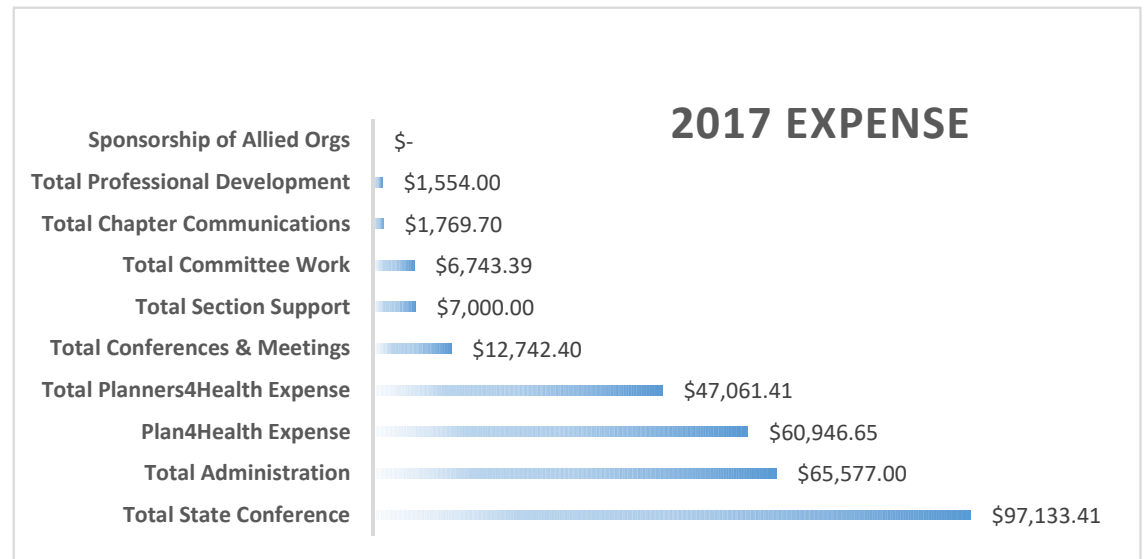 2017 EXPENSE
Sponsorship of Allied Orgs $-
Total Professional Development $1,554.00
Total Chapter Communications $1,769.70
Total Committee Work $6,743.39
Total Section Support $7,000.00
Total Conferences & Meetings $12,742.40
Total Planners4Health Expense $47,061.41
Plan4Health Expense $60,946.65
Total Administration $65,577.00
Total State Conference $97,133.41